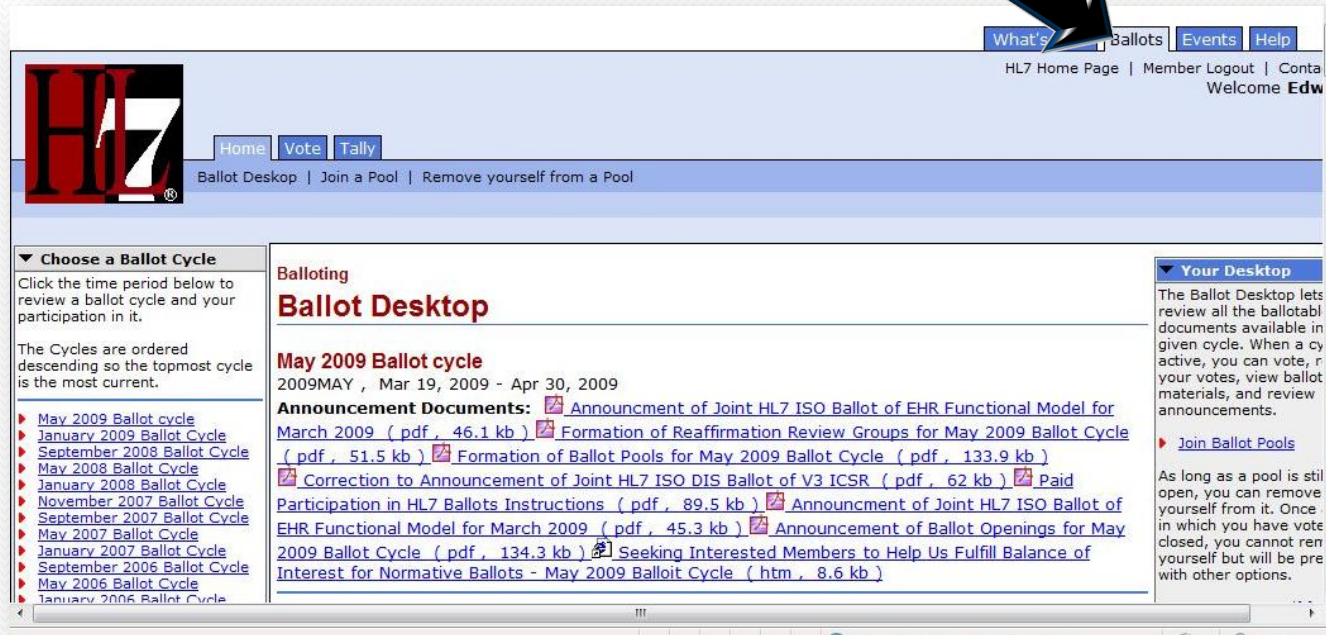 What's
Ballots
Events
Help
HL7 Home Page | Member Logout |
Welcome
HL7®
Home
Vote
Tally
Ballot Deskop | Join a Pool | Remove yourself from a Pool
Choose a Ballot Cycle
Click the time period below to
review a ballot cycle and your
participation in it.
The Cycles are ordered
descending so the topmost cycle
is the most current.
May 2009 Ballot cycle
January 2009 Ballot Cycle
September 2008 Ballot Cycle
May 2008 Ballot Cycle
January 2008 Ballot Cycle
November 2007 Ballot Cycle
September 2007 Ballot Cycle
May 2007 Ballot Cycle
January 2007 Ballot Cycle
September 2006 Ballot Cycle
May 2006 Ballot Cycle
January 2006 Ballot Cycle
Balloting
Ballot Desktop
May 2009 Ballot cycle
2009MAY , Mar 19, 2009 - Apr 30, 2009
Announcement Documents: Announcment of Joint HL7 ISO Ballot of EHR Functional Model for
March 2009 ( pdf , 46.1 kb ) Formation of Reaffirmation Review Groups for May 2009 Ballot Cycle
( pdf , 51.5 kb ) Formation of Ballot Pools for May 2009 Ballot Cycle ( pdf , 133.9 kb )
Correction to Announcement of Joint HL7 ISO DIS Ballot of V3 ICSR ( pdf , 62 kb ) Paid
Participation in HL7 Ballots Instructions ( pdf , 89.5 kb ) Announcment of Joint HL7 ISO Ballot of
EHR Functional Model for March 2009 ( pdf , 45.3 kb ) Announcement of Ballot Openings for May
2009 Ballot Cycle ( pdf , 134.3 kb ) Seeking Interested Members to Help Us Fulfill Balance of
Interest for Normative Ballots - May 2009 Balloit Cycle ( htm , 8.6 kb )
Your Desktop
The Ballot Desktop lets
review all the
documents available in
given cycle. When a
active, you can vote,
your votes, view ballot
materials, and review
announcements.
Join Ballot Pools
As long as a pool is
open, you can remove
yourself from it. Once
in which you have
closed, you cannot
yourself but will be
with other options.